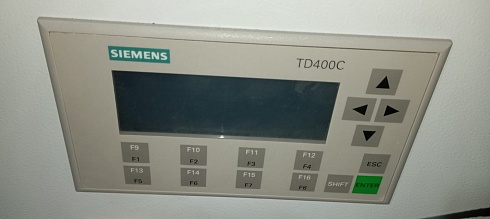 SIEMENS
TD400C
F9 F10 F11 F12
F1 F2 F3 F4
ESC
F13 F14 F15 F16
F5 F6 F7 F8
SHIFT ENTER